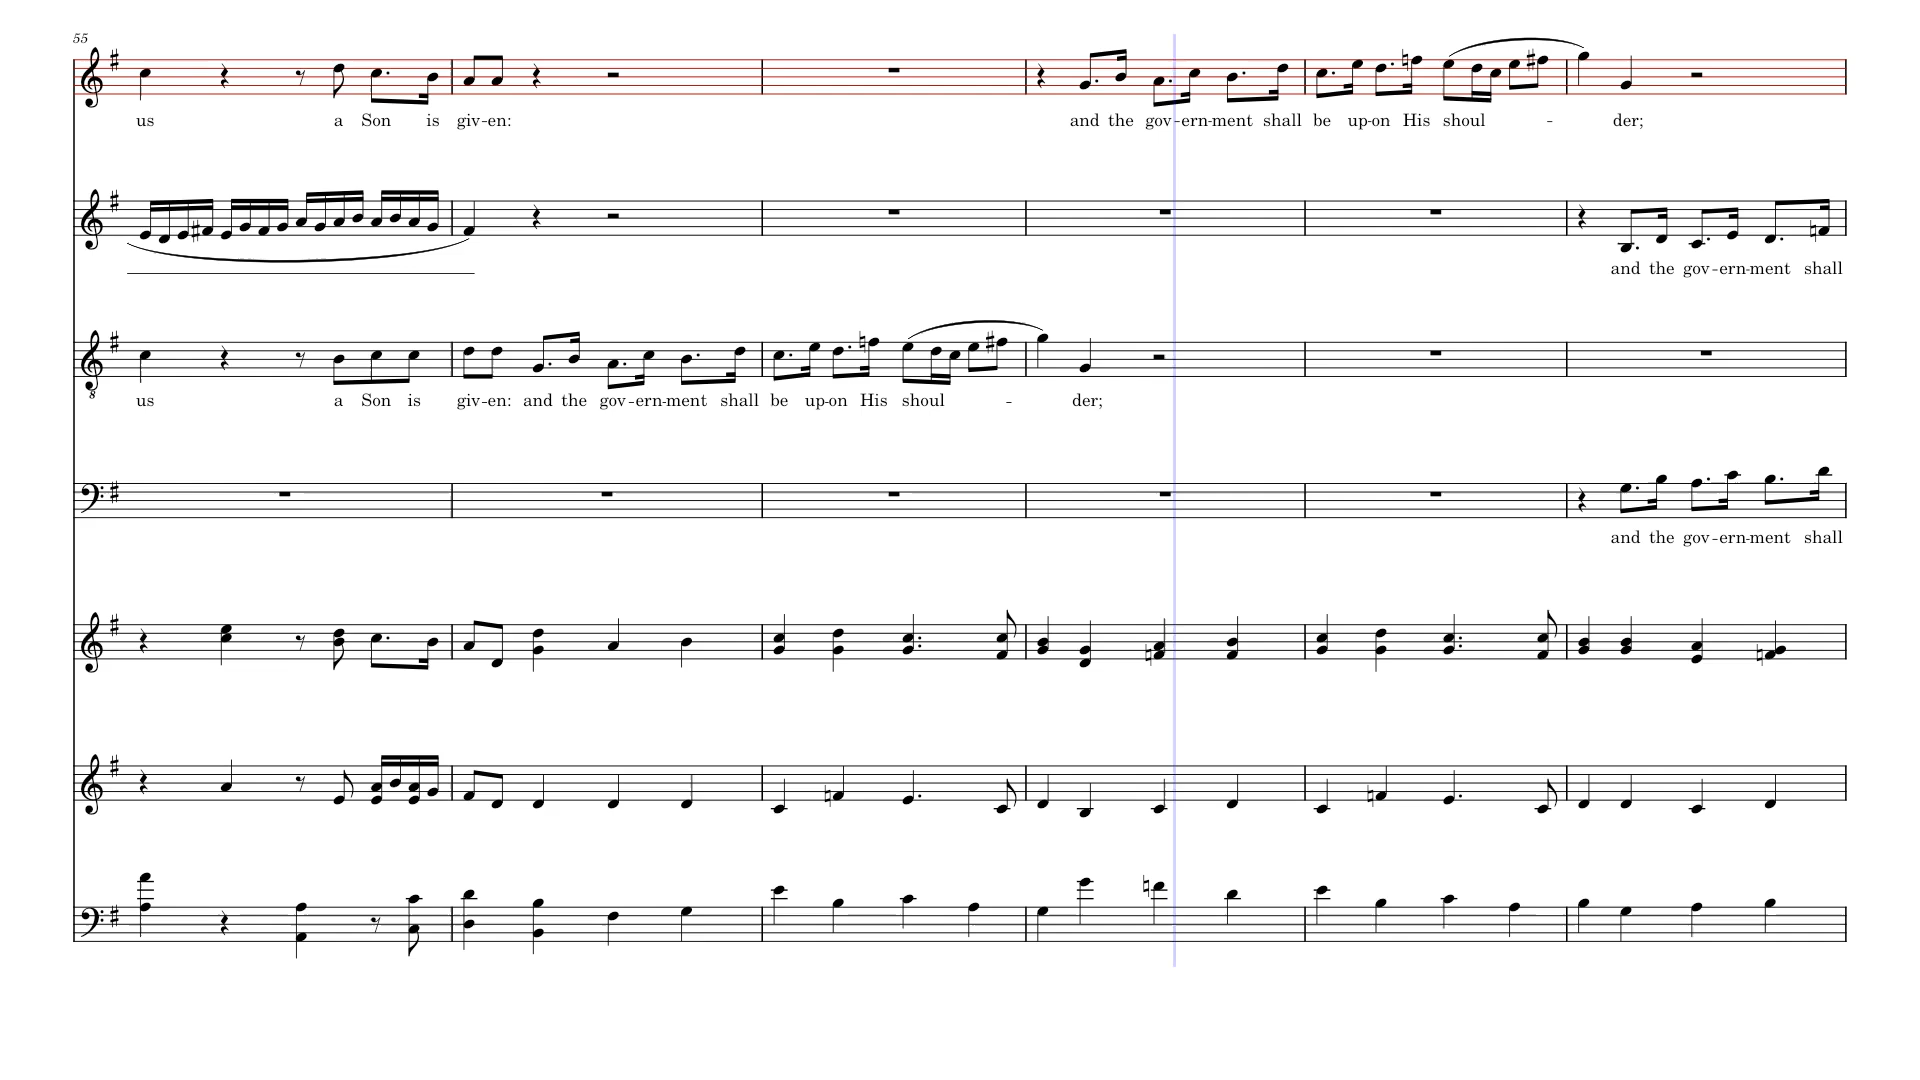 55
us a Son is giv-en: and the gov-ern-ment shall be up-on His shoul - der;
and the gov-ern-ment shall
us a Son is giv-en: and the gov-ern-ment shall be up-on His shoul - der;
and the gov-ern-ment shall